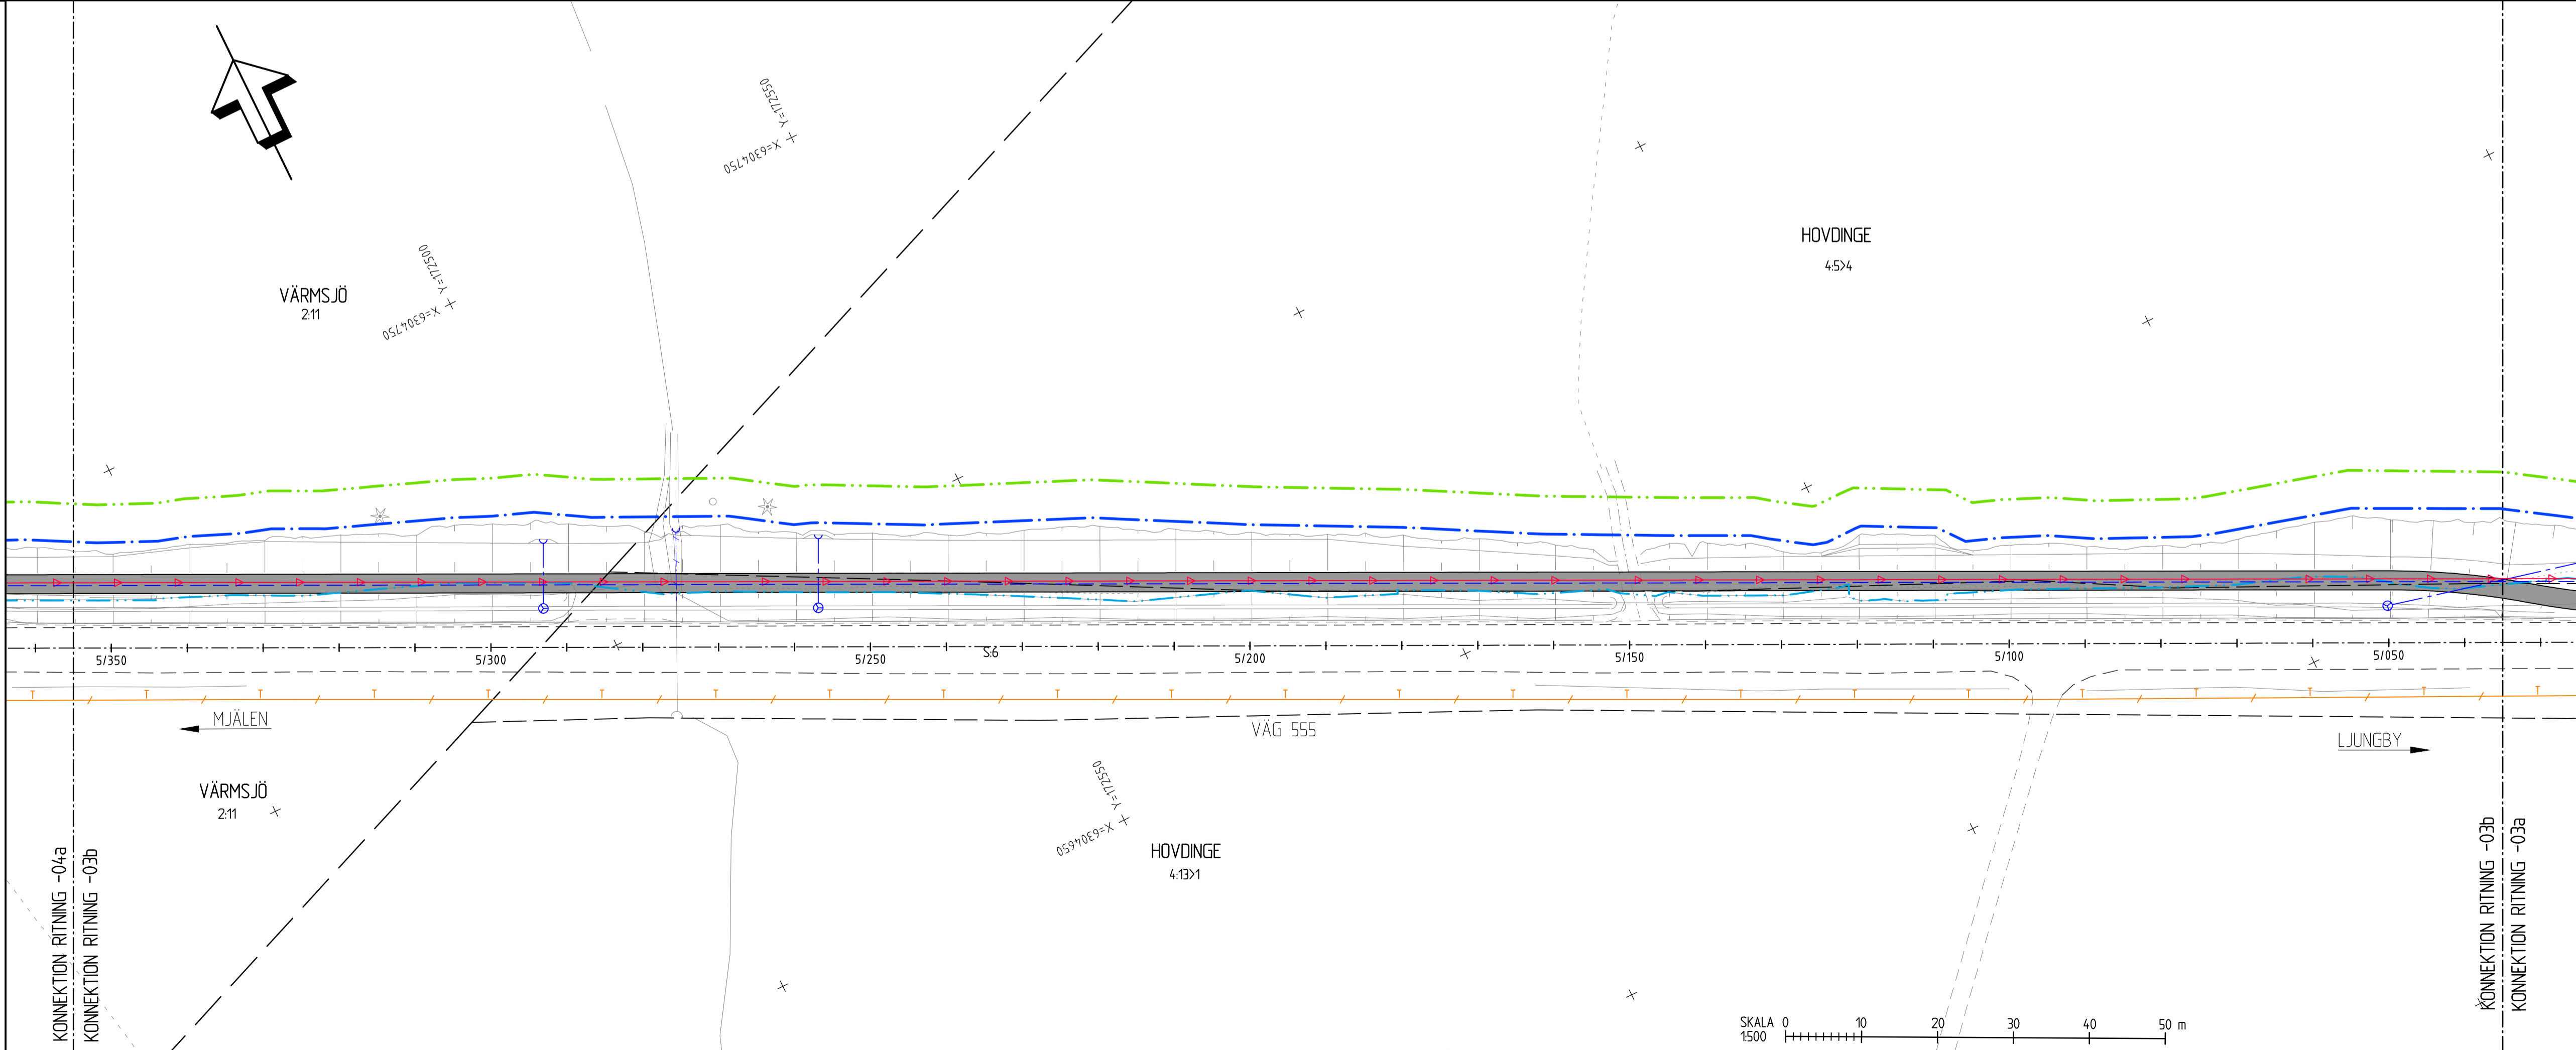 Y=172550
X=6304750
HOVDINGE
4:5>4
Y=172500
X=6304750
VÄRMSJÖ
2:11
5/350
5/300
5/250
S:6
5/200
5/150
5/100
5/050
T T T T T T T T T T T T T T T T T T T T T T T
MJÄLEN
VÄG 555
LJUNGBY
VÄRMSJÖ
2:11
Y=172550
X=6304650
HOVDINGE
4:13>1
KONNEKTION RITNING -04a
KONNEKTION RITNING -03b
KONNEKTION RITNING -03b
KONNEKTION RITNING -03a
SKALA 0 10 20 30 40 50 m
1:500